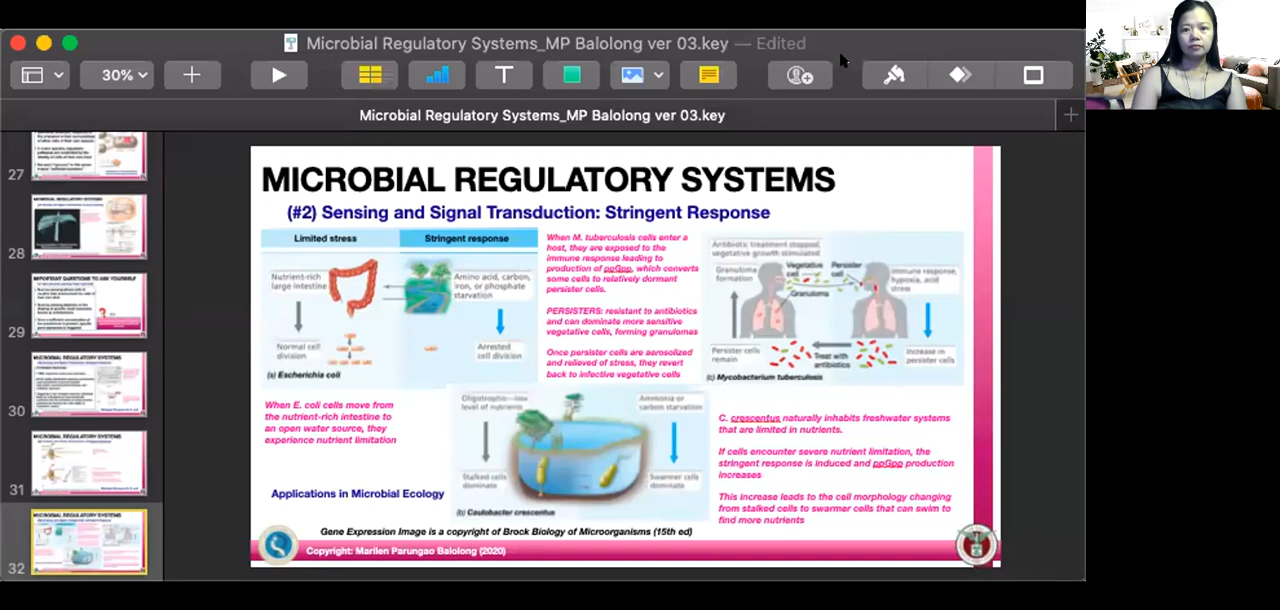 Microbial Regulatory Systems_MP Balolong ver 03.key — Edited
30%
Microbial Regulatory Systems_MP Balolong ver 03.key
27
28
29
30
31
32
MICROBIAL REGULATORY SYSTEMS
(#2) Sensing and Signal Transduction: Stringent Response
Limited stress
Stringent response
Nutrient-rich
large intestine
Amino acid, carbon,
iron, or phosphate
starvation
Normal cell
division
Arrested
cell division
(a) Escherichia coli
When M. tuberculosis cells enter a
host, they are exposed to the
immune response leading to
production of ppGpp, which converts
some cells to relatively dormant
persister cells.
PERSISTERS: resistant to antibiotics
and can dominate more sensitive
vegetative cells, forming granulomas
Once persister cells are aerosolized
and relieved of stress, they revert
back to infective vegetative cells
Antibiotic treatment stopped,
vegetative growth stimulated
Granuloma
formation
Vegetative
cell
Persister
cell
Granuloma
Immune response,
hypoxia, acid
stress
Persister cells
remain
Treat with
antibiotics
Increase in
persister cells
(c) Mycobacterium tuberculosis
When E. coli cells move from
the nutrient-rich intestine to
an open water source, they
experience nutrient limitation
Oligotrophic—low
level of nutrients
Ammonia or
carbon starvation
Stalked cells
dominate
Swarmer cells
dominate
(b) Caulobacter crescentus
C. crescentus naturally inhabits freshwater systems
that are limited in nutrients.
If cells encounter severe nutrient limitation, the
stringent response is induced and ppGpp production
increases
This increase leads to the cell morphology changing
from stalked cells to swarmer cells that can swim to
find more nutrients
Applications in Microbial Ecology
Gene Expression Image is a copyright of Brock Biology of Microorganisms (15th ed)
Copyright: Marilen Parungao Balolong (2020)